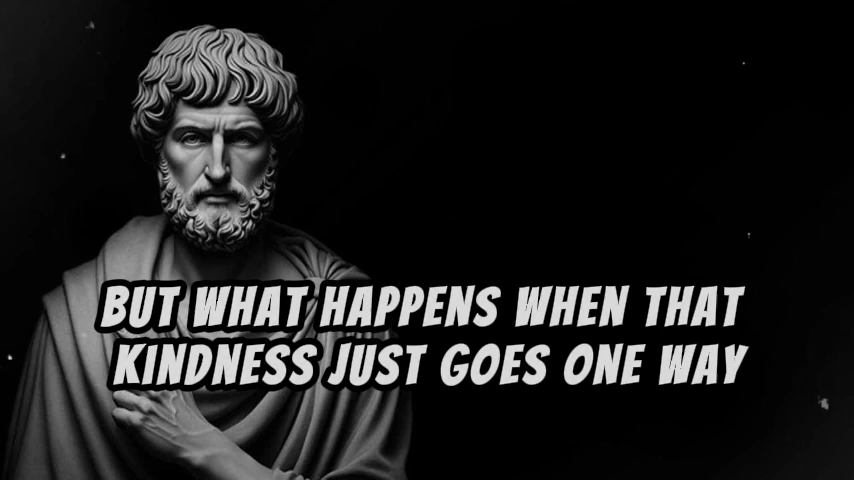 BUT WHAT HAPPENS WHEN THAT
KINDNESS JUST GOES ONE WAY